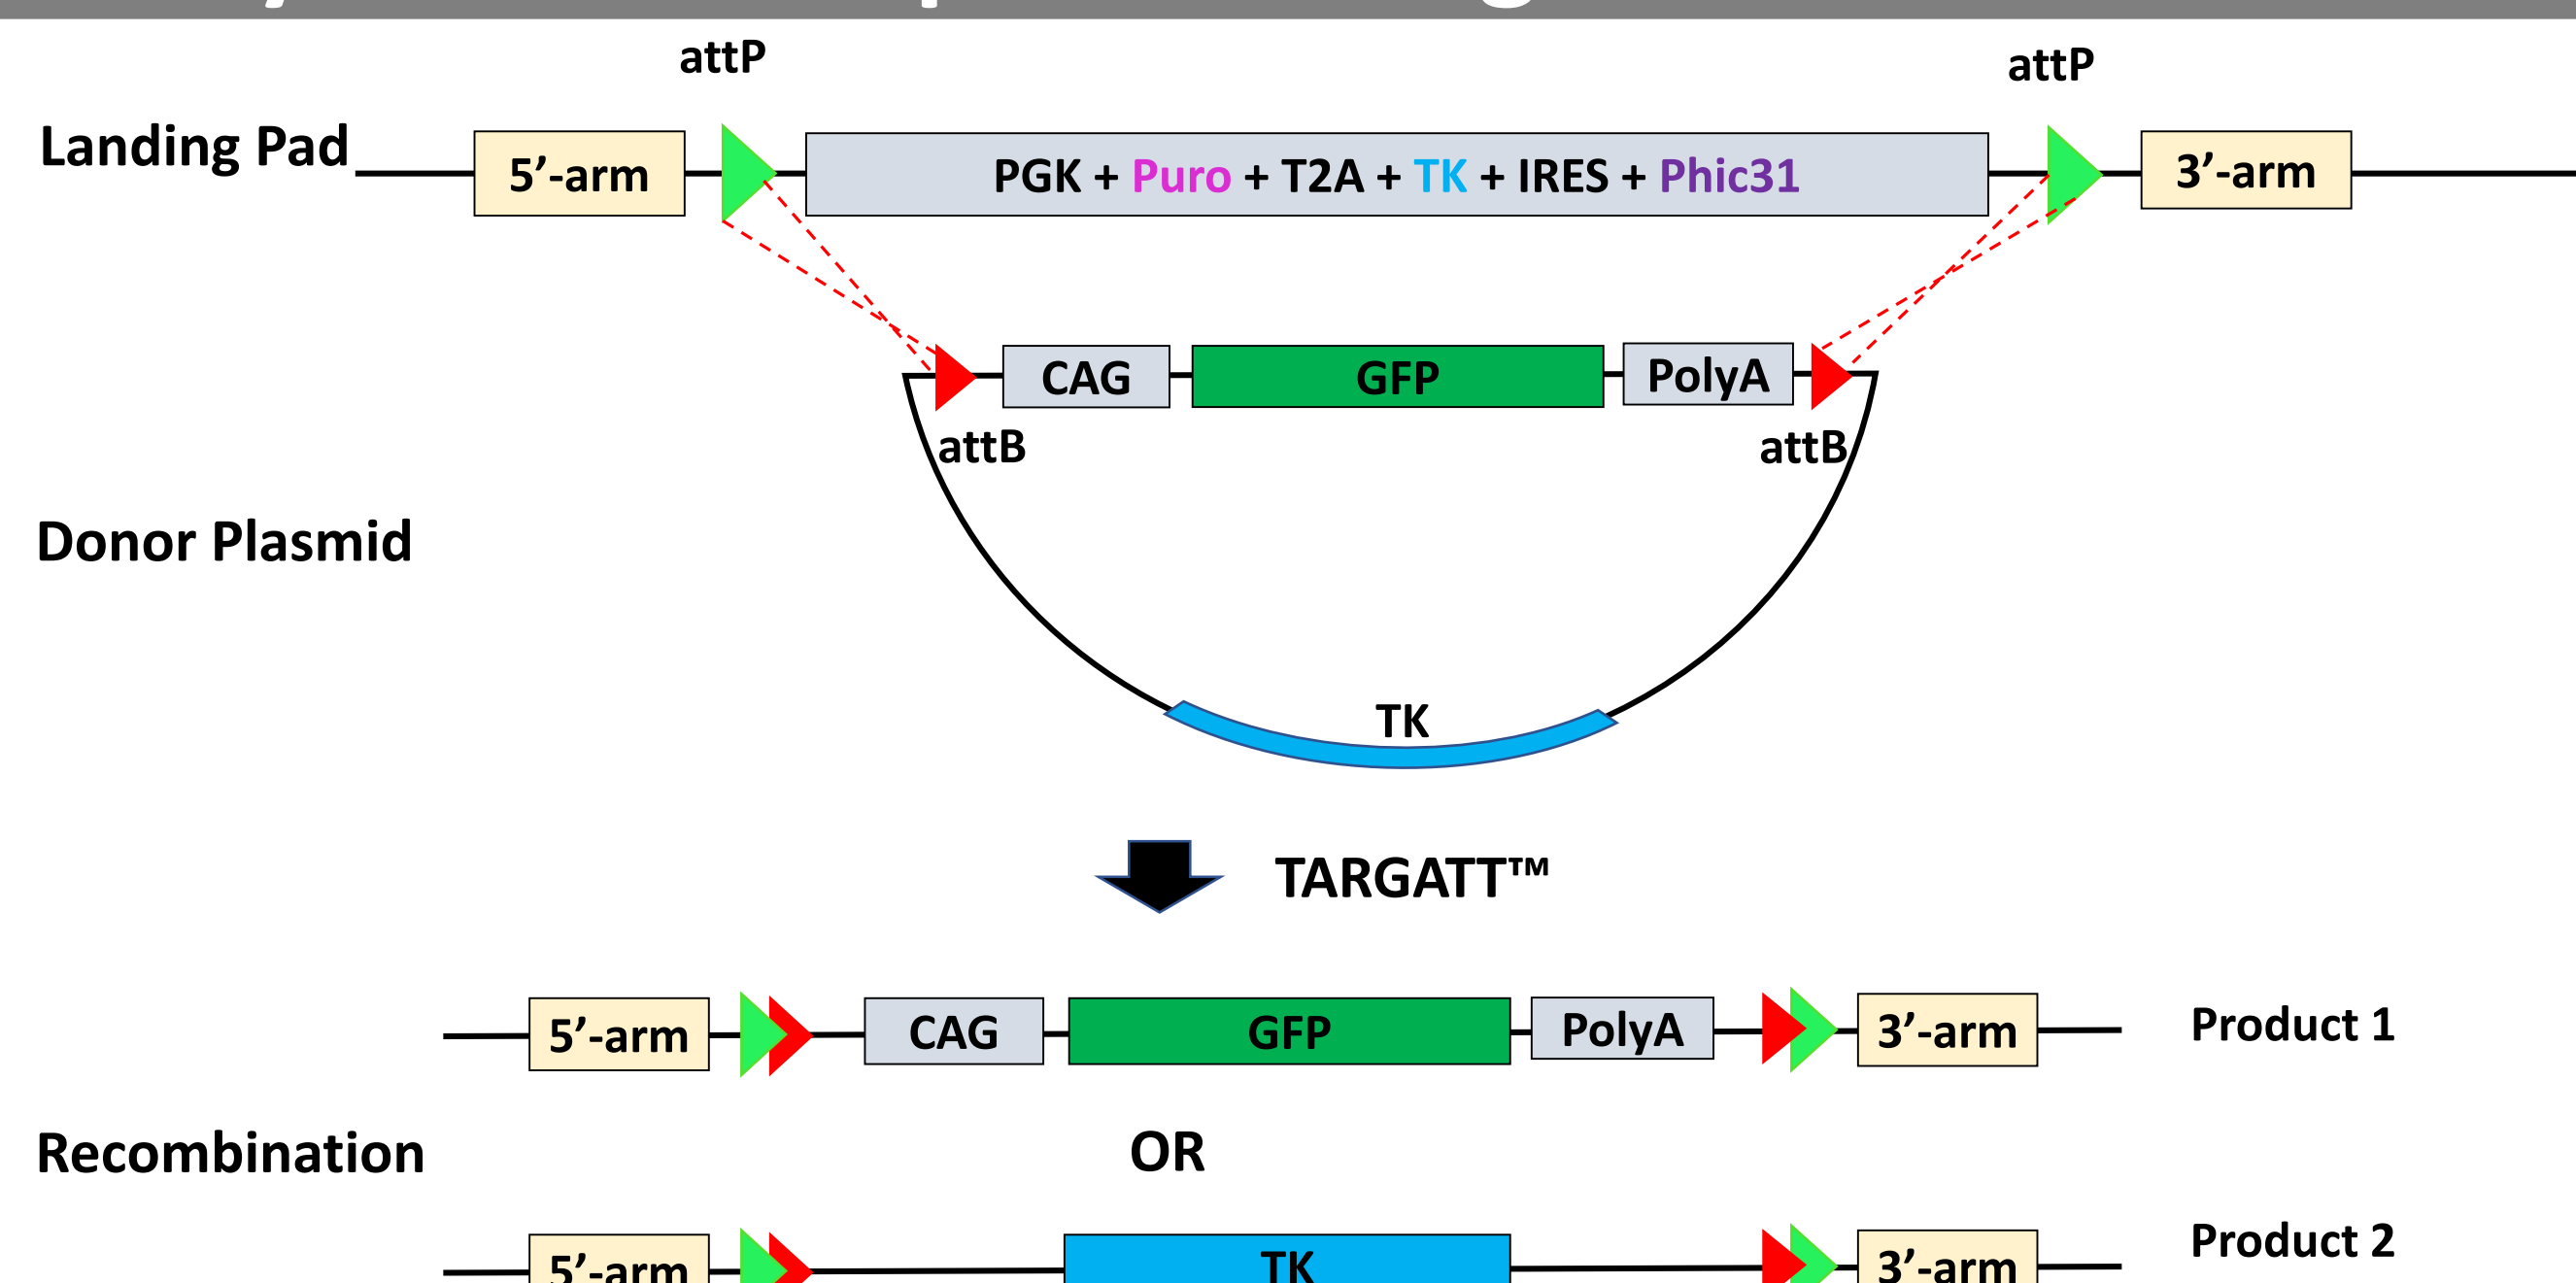 attP
attP
Landing Pad
5’-arm
PGK + Puro + T2A + TK + IRES + Phic31
3’-arm
CAG
GFP
PolyA
attB
attB
Donor Plasmid
TK
TARGATT™
5’-arm
CAG
GFP
PolyA
3’-arm
Product 1
Recombination
OR
5’-arm
TK
3’-arm
Product 2